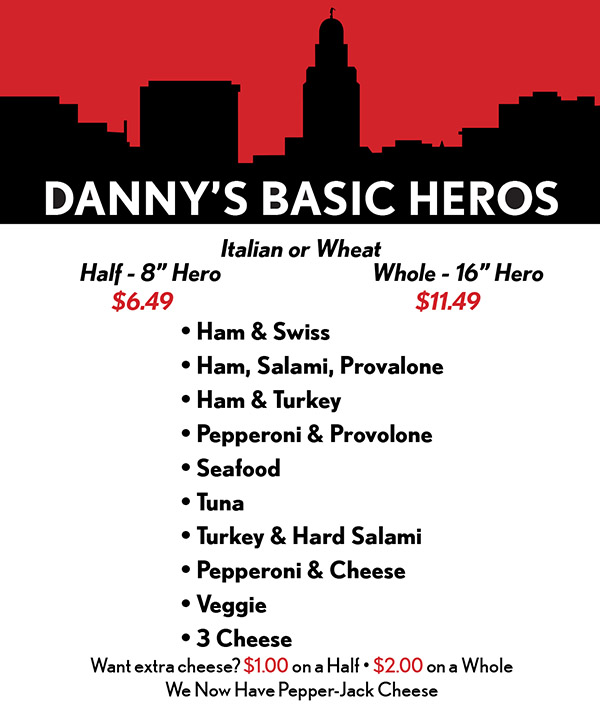 DANNY'S BASIC HEROS
Italian or Wheat
Half - 8” Hero
$6.49
Whole - 16” Hero
$11.49
• Ham & Swiss
• Ham, Salami, Provalone
• Ham & Turkey
• Pepperoni & Provolone
• Seafood
• Tuna
• Turkey & Hard Salami
• Pepperoni & Cheese
• Veggie
• 3 Cheese
Want extra cheese? $1.00 on a Half • $2.00 on a Whole
We Now Have Pepper-Jack Cheese